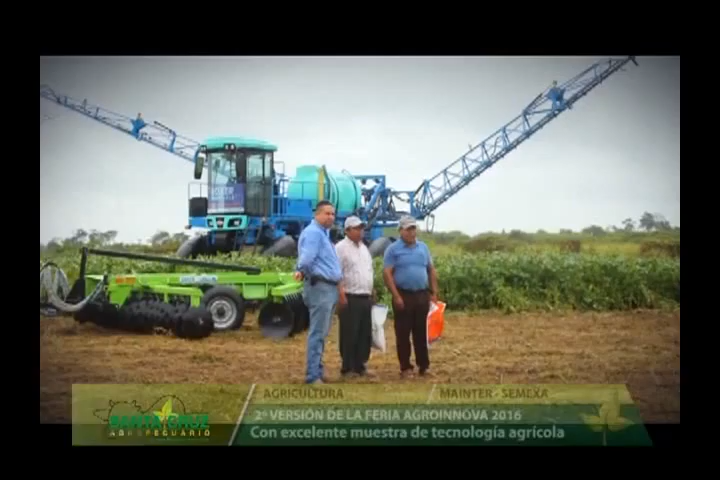 AGRICULTURA
MAINTER - SEMEXA
2ª VERSIÓN DE LA FERIA AGROINNOVA 2016
Con excelente muestra de tecnología agrícola
SANTA CRUZ
AGROPECUARIO